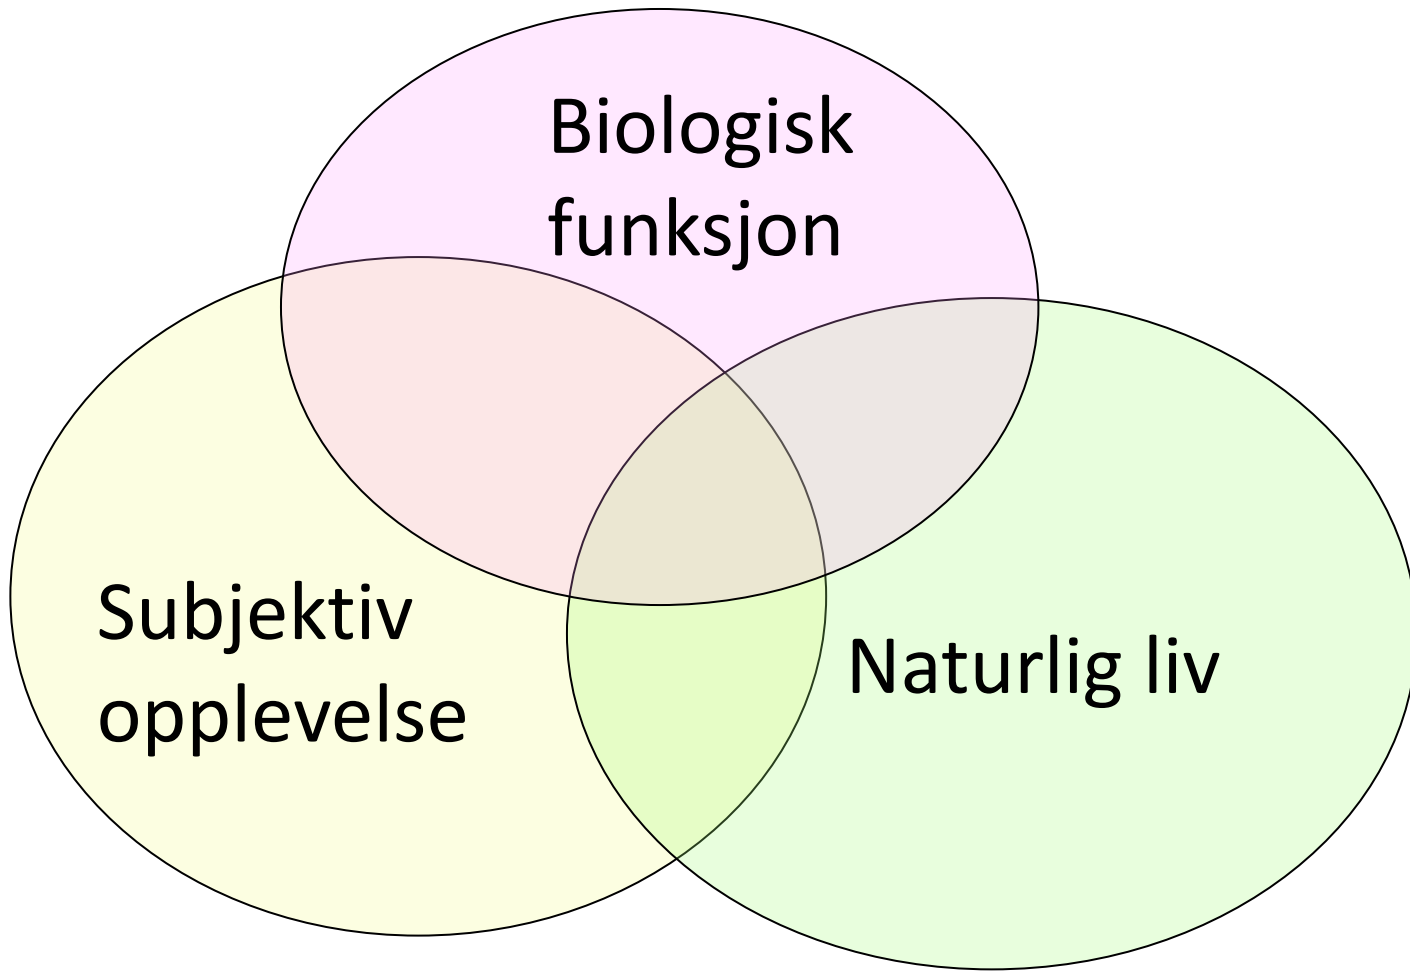 Biologisk
funksjon
Subjektiv
opplevelse
Naturlig liv